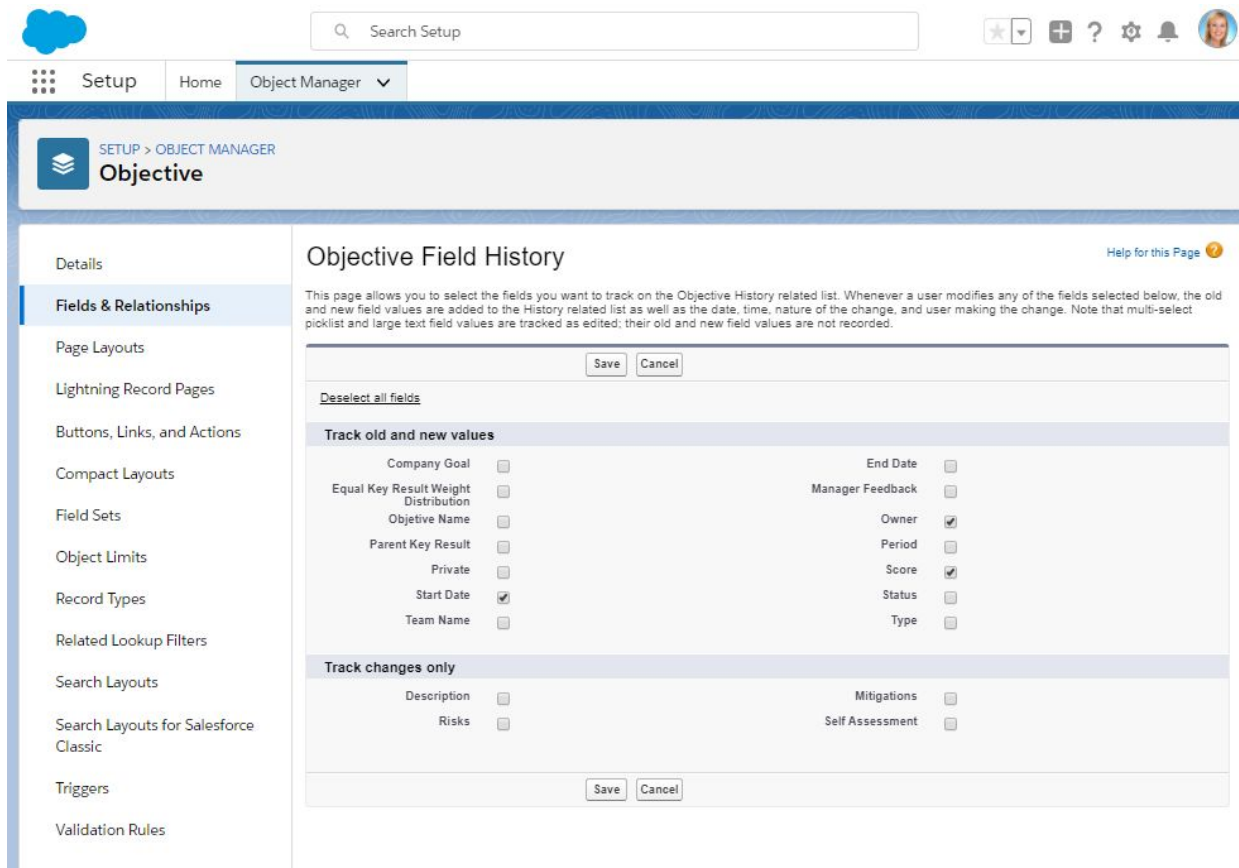 Search Setup
Setup
Home
Object Manager
SETUP > OBJECT MANAGER
Objective
Details
Fields & Relationships
Page Layouts
Lightning Record Pages
Buttons, Links, and Actions
Compact Layouts
Field Sets
Object Limits
Record Types
Related Lookup Filters
Search Layouts
Search Layouts for Salesforce
Classic
Triggers
Validation Rules
Objective Field History
Help for this Page
This page allows you to select the fields you want to track on the Objective History related list. Whenever a user modifies any of the fields selected below, the old
and new field values are added to the History related list as well as the date, time, nature of the change, and user making the change. Note that multi-select
picklist and large text field values are tracked as edited; their old and new field values are not recorded.
Save Cancel
Deselect all fields
Track old and new values
Company Goal End Date
Equal Key Result Weight
Distribution
Manager Feedback
Objetive Name Owner
Parent Key Result Period
Private Score
Start Date Status
Team Name Type
Track changes only
Description Mitigations
Risks Self Assessment
Save Cancel